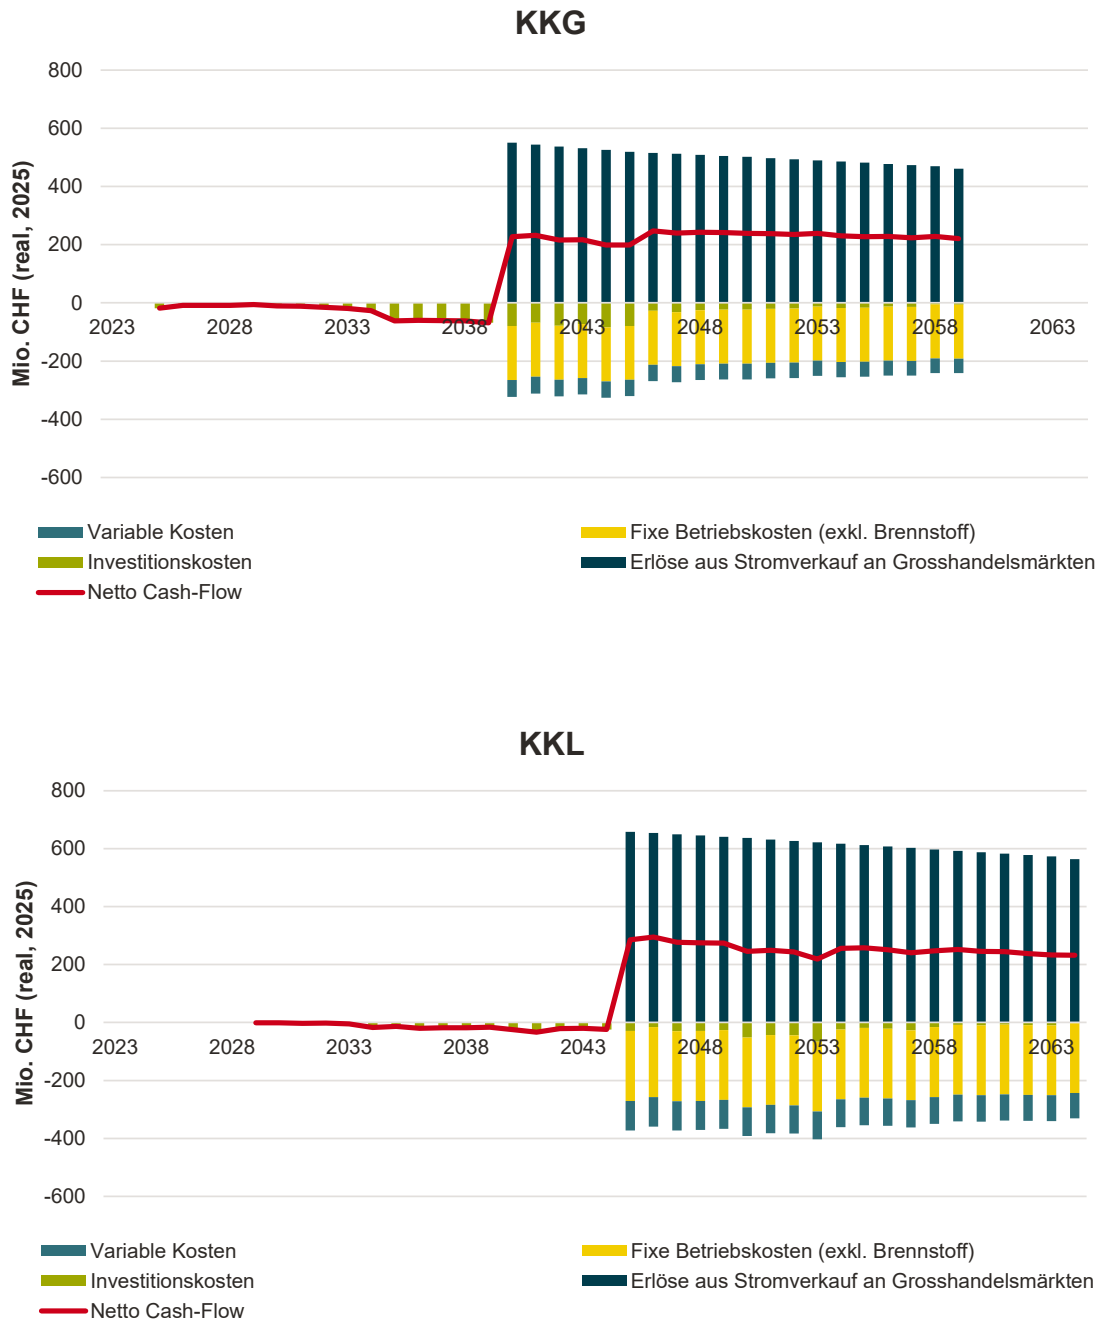 KKG
Mio. CHF (real, 2025)
800
600
400
200
0
-200
-400
-600
2023 2028 2033 2038 2043 2048 2053 2058 2063
Variable Kosten
Fixe Betriebskosten (exkl. Brennstoff)
Investitionskosten
Erlöse aus Stromverkauf an Grosshandelsmärkten
Netto Cash-Flow
KKL
Mio. CHF (real, 2025)
800
600
400
200
0
-200
-400
-600
2023 2028 2033 2038 2043 2048 2053 2058 2063
Variable Kosten
Fixe Betriebskosten (exkl. Brennstoff)
Investitionskosten
Erlöse aus Stromverkauf an Grosshandelsmärkten
Netto Cash-Flow